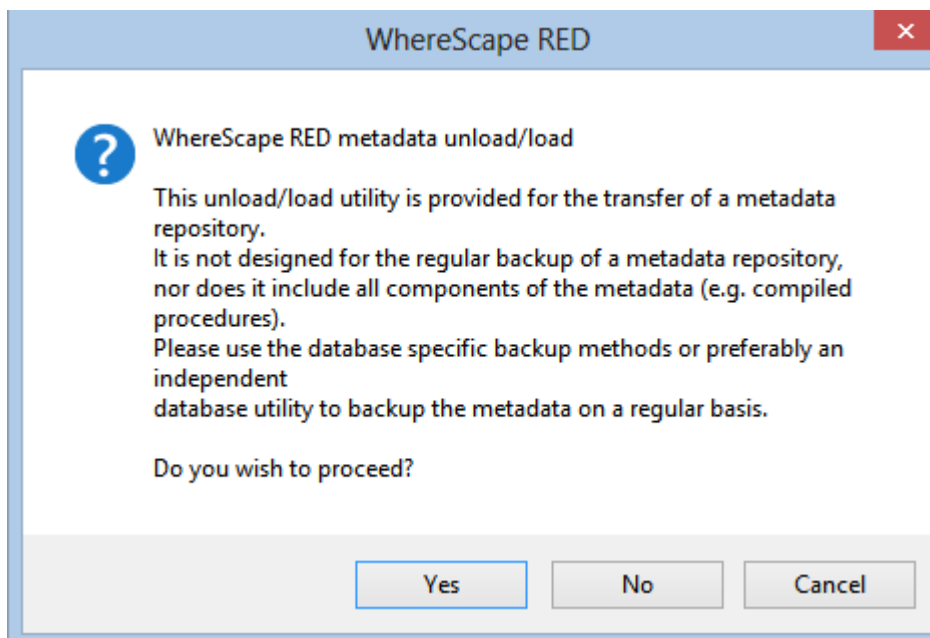 WhereScape RED
WhereScape RED metadata unload/load
This unload/load utility is provided for the transfer of a metadata
repository.
It is not designed for the regular backup of a metadata repository,
nor does it include all components of the metadata (e.g. compiled
procedures).
Please use the database specific backup methods or preferably an
independent
database utility to backup the metadata on a regular basis.
Do you wish to proceed?
Yes No Cancel